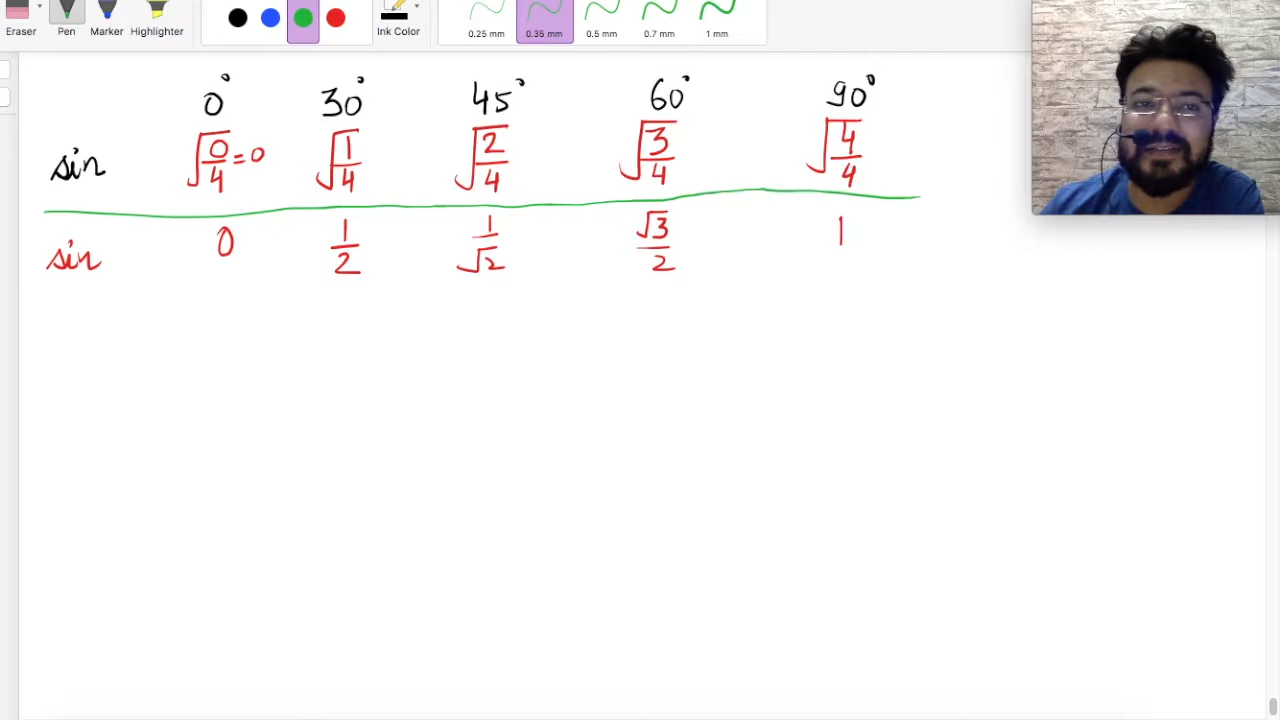 Eraser Pen Marker Highlighter Ink Color 0.25 mm 0.35 mm 0.5 mm 0.7 mm 1 mm
0° 30° 45° 60° 90°
sin √(0/4) = 0 √(1/4) √(2/4) √(3/4) √(4/4)
sin 0 1/2 1/√2 √3/2 1